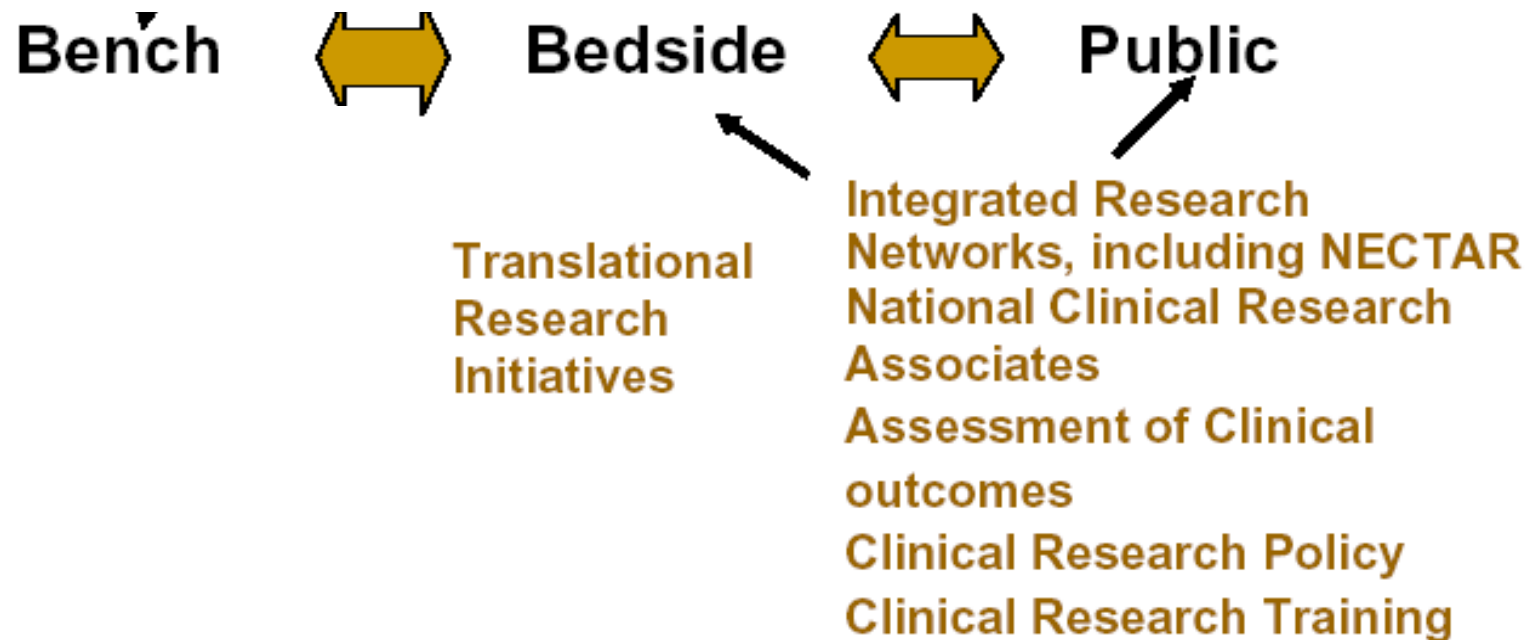 Bench Bedside Public
Translational
Research
Initiatives
Integrated Research
Networks, including NECTAR
National Clinical Research
Associates
Assessment of Clinical
outcomes
Clinical Research Policy
Clinical Research Training